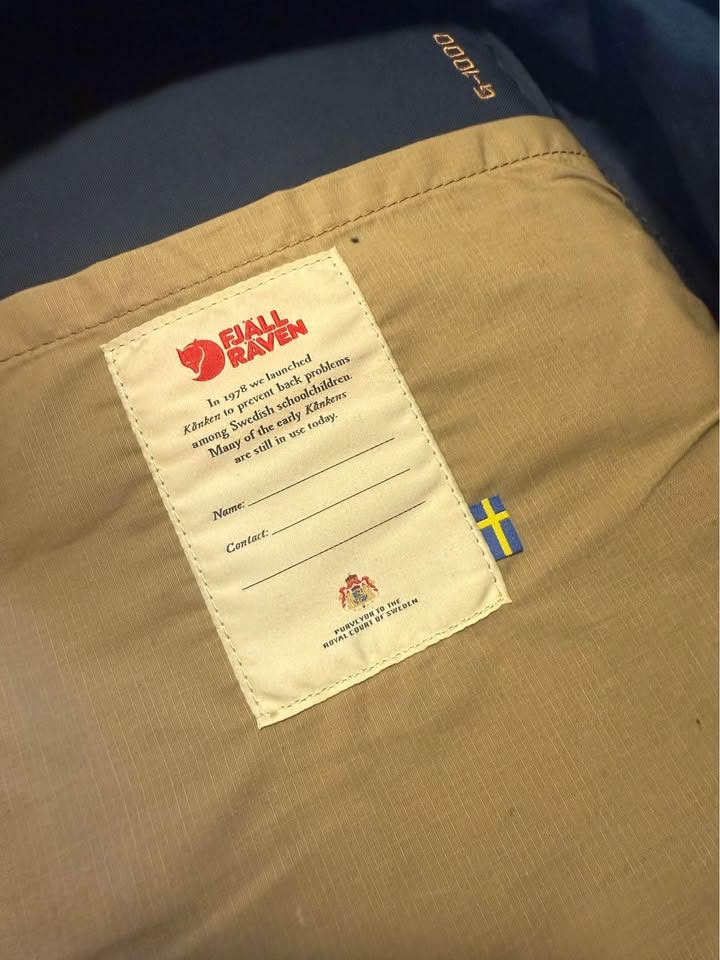 G-1000
FJÄLL
RÄVEN
In 1978 we launched
Kånken to prevent back problems
among Swedish schoolchildren.
Many of the early Kånkens
are still in use today.
Name:
Contact:
PURVEYOR TO THE
ROYAL COURT OF SWEDEN